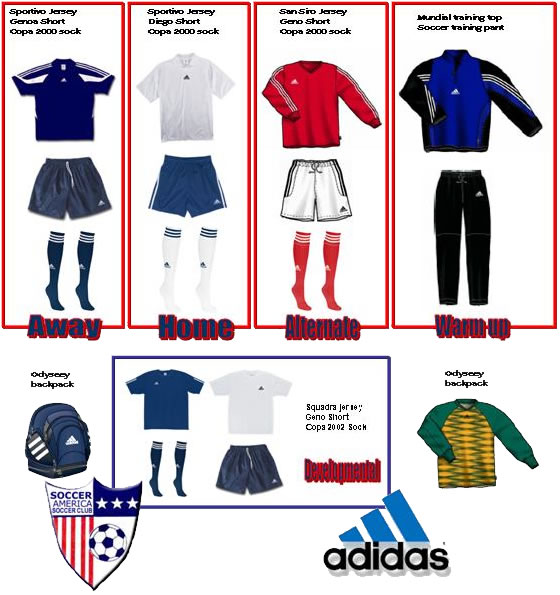 Sportivo Jersey
Genoa Short
Copa 2000 sock
Sportivo Jersey
Diego Short
Copa 2000 sock
San Siro Jersey
Geno Short
Copa 2000 sock
Mundial training top
Soccer training pant
Away
Home
Alternate
Warm up
Odyseey
backpack
Squadra jersey
Geno Short
Copa 2002 Sock
Developmental
Odyseey
backpack
SOCCER
AMERICA
SOCCER CLUB
adidas